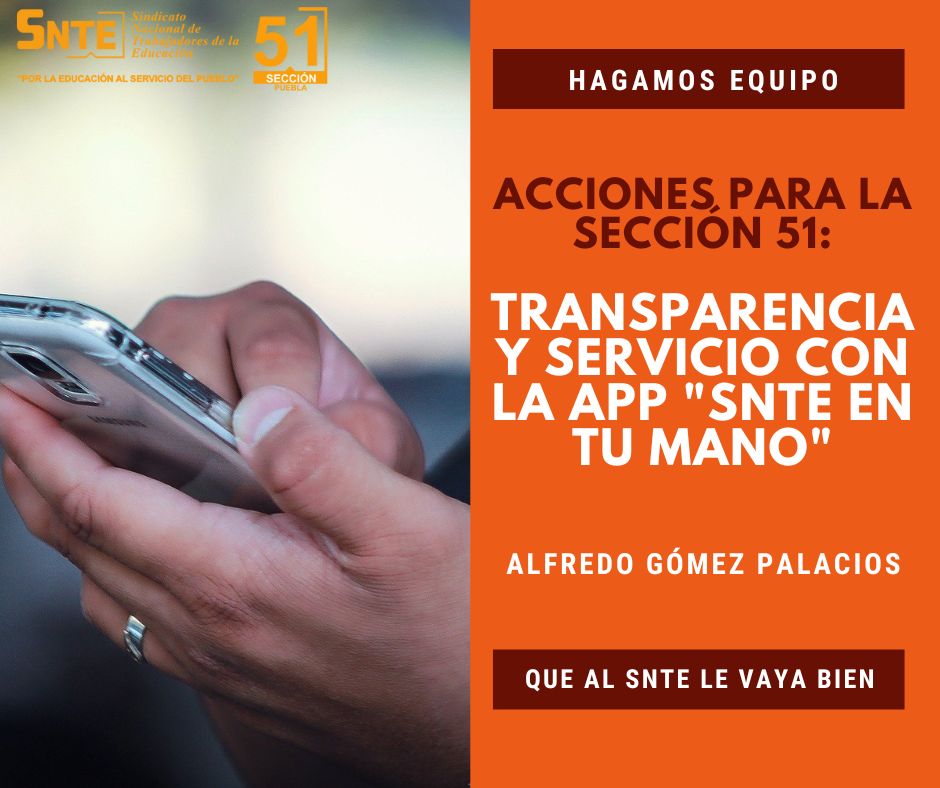 SNTE
Sindicato
Nacional de
Trabajadores de la
Educación
51
SECCIÓN
PUEBLA
"POR LA EDUCACIÓN AL SERVICIO DEL PUEBLO"
HAGAMOS EQUIPO
ACCIONES PARA LA
SECCIÓN 51:
TRANSPARENCIA
Y SERVICIO CON
LA APP "SNTE EN
TU MANO"
ALFREDO GÓMEZ PALACIOS
QUE AL SNTE LE VAYA BIEN